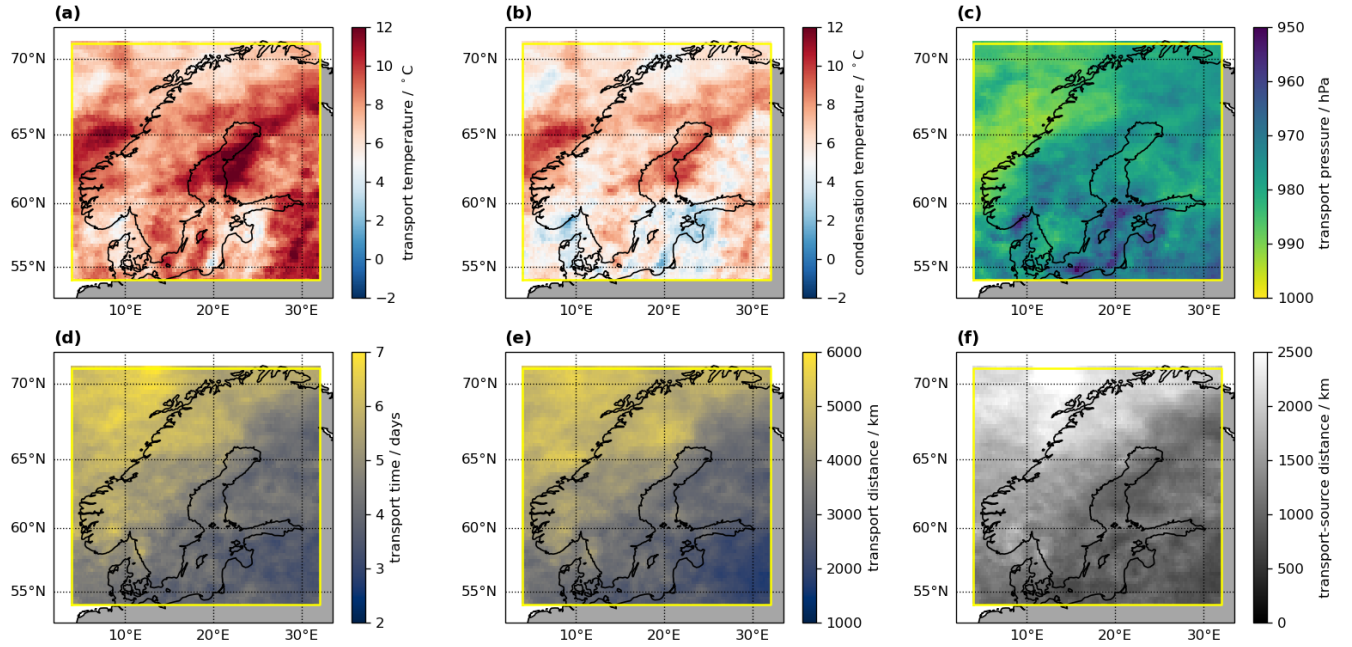 (a)
(b)
(c)
70°N
65°N
60°N
55°N
10°E 20°E 30°E
12
10
8
6
4
2
0
−2
transport temperature / °C
70°N
65°N
60°N
55°N
10°E 20°E 30°E
12
10
8
6
4
2
0
−2
condensation temperature / °C
70°N
65°N
60°N
55°N
10°E 20°E 30°E
950
960
970
980
990
1000
transport pressure / hPa
(d)
(e)
(f)
70°N
65°N
60°N
55°N
10°E 20°E 30°E
7
6
5
4
3
2
transport time / days
70°N
65°N
60°N
55°N
10°E 20°E 30°E
6000
5000
4000
3000
2000
1000
transport distance / km
70°N
65°N
60°N
55°N
10°E 20°E 30°E
2500
2000
1500
1000
500
0
transport-source distance / km